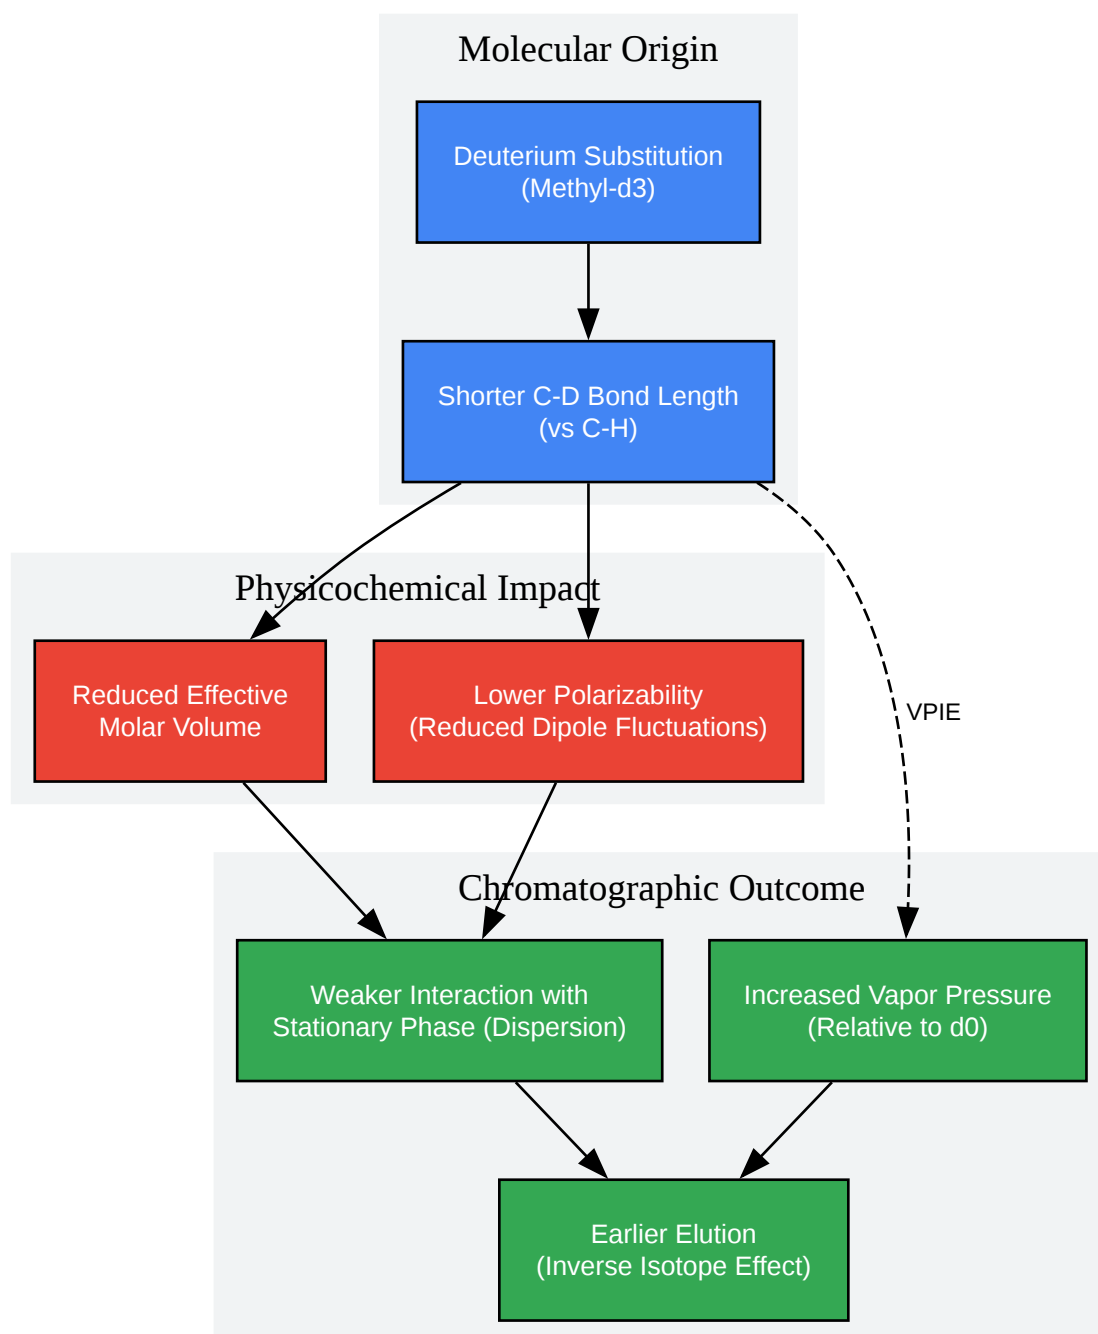 Molecular Origin
Deuterium Substitution
(Methyl-d3)
Shorter C-D Bond Length
(vs C-H)
Physicochemical Impact
Reduced Effective
Molar Volume
Lower Polarizability
(Reduced Dipole Fluctuations)
VPIE
Chromatographic Outcome
Weaker Interaction with
Stationary Phase (Dispersion)
Increased Vapor Pressure
(Relative to d0)
Earlier Elution
(Inverse Isotope Effect)